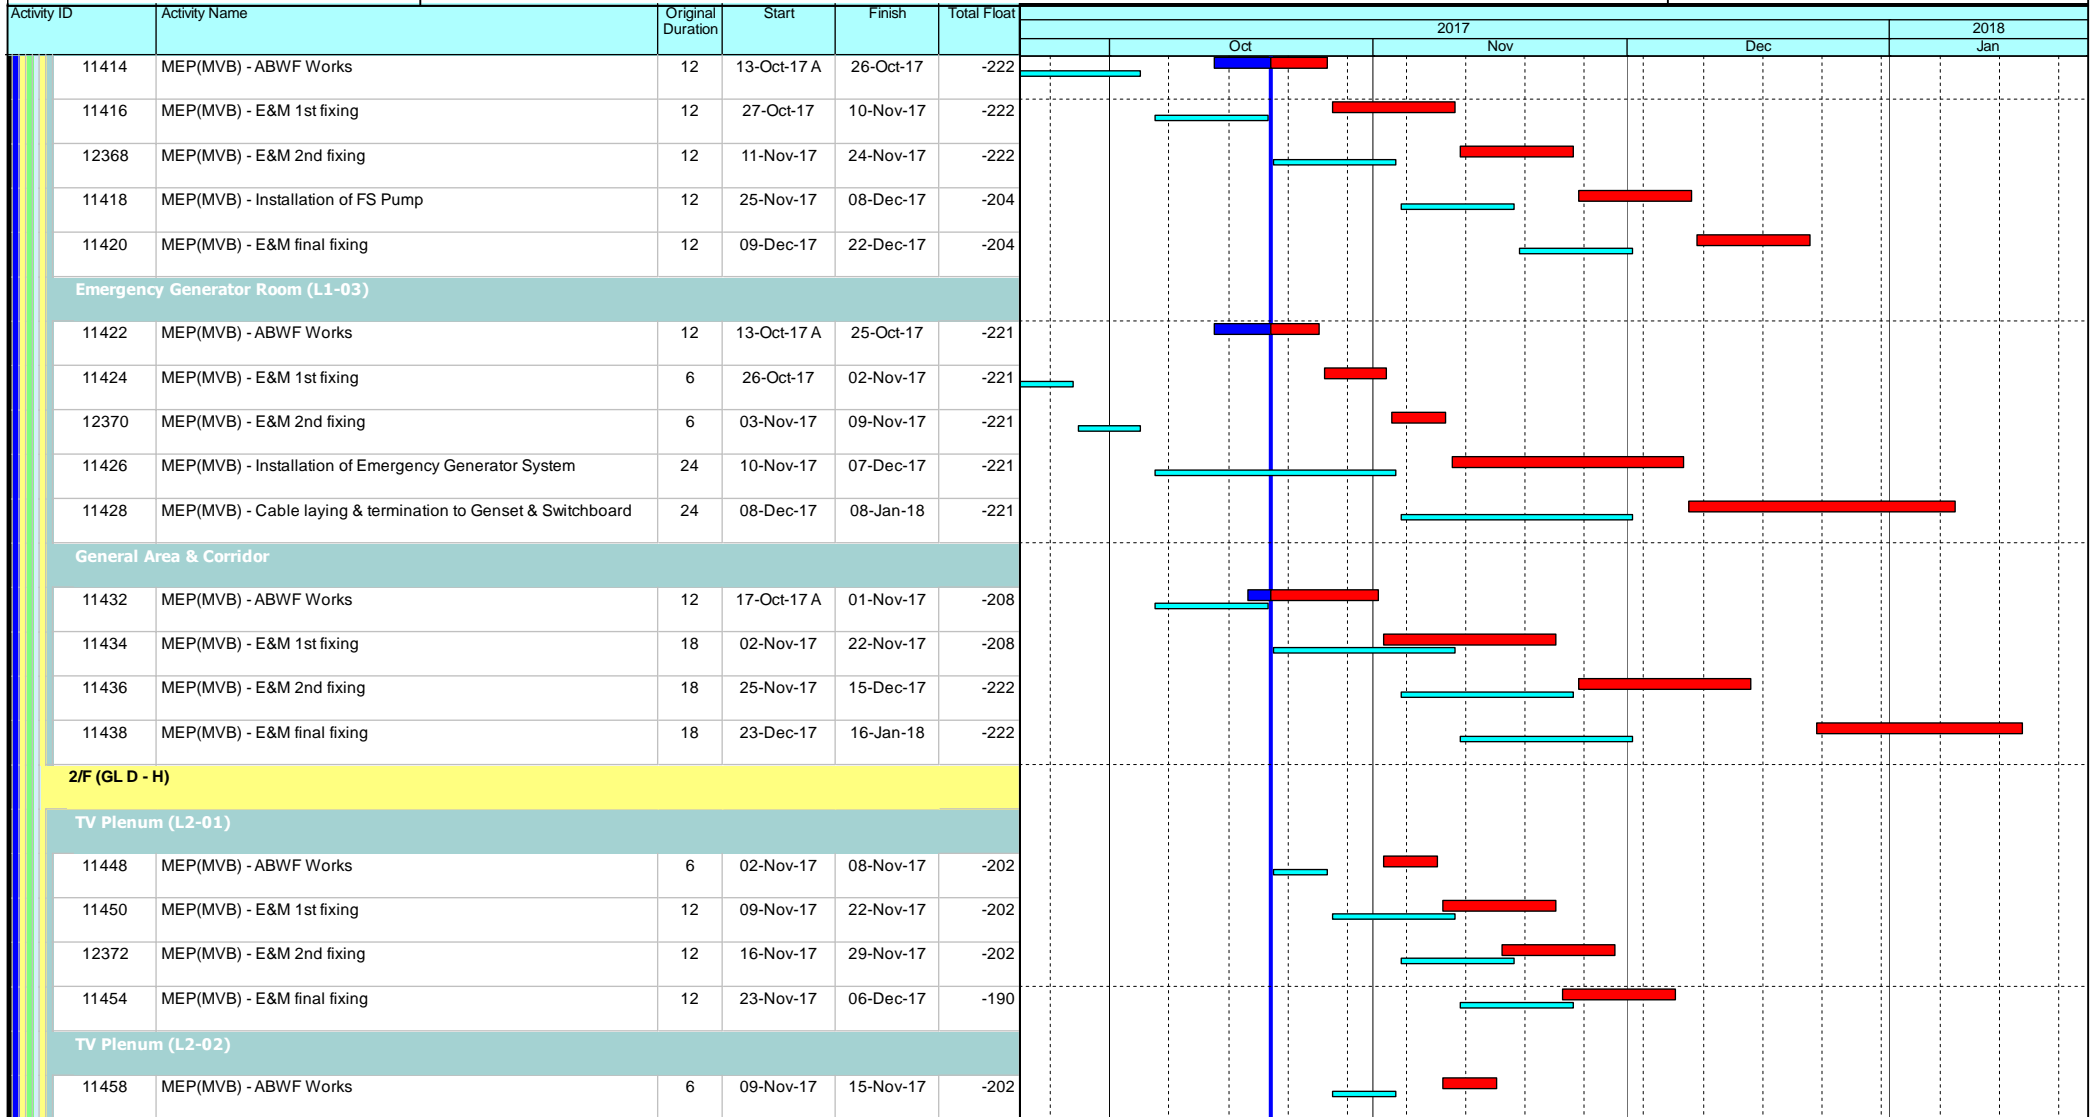 Activity ID Activity Name Original Duration Start Finish Total Float
2017 2018
Oct Nov Dec Jan
11414 MEP(MVB) - ABWF Works 12 13-Oct-17 A 26-Oct-17 -222
11416 MEP(MVB) - E&M 1st fixing 12 27-Oct-17 10-Nov-17 -222
12368 MEP(MVB) - E&M 2nd fixing 12 11-Nov-17 24-Nov-17 -222
11418 MEP(MVB) - Installation of FS Pump 12 25-Nov-17 08-Dec-17 -204
11420 MEP(MVB) - E&M final fixing 12 09-Dec-17 22-Dec-17 -204
Emergency Generator Room (L1-03)
11422 MEP(MVB) - ABWF Works 12 13-Oct-17 A 25-Oct-17 -221
11424 MEP(MVB) - E&M 1st fixing 6 26-Oct-17 02-Nov-17 -221
12370 MEP(MVB) - E&M 2nd fixing 6 03-Nov-17 09-Nov-17 -221
11426 MEP(MVB) - Installation of Emergency Generator System 24 10-Nov-17 07-Dec-17 -221
11428 MEP(MVB) - Cable laying & termination to Genset & Switchboard 24 08-Dec-17 08-Jan-18 -221
General Area & Corridor
11432 MEP(MVB) - ABWF Works 12 17-Oct-17 A 01-Nov-17 -208
11434 MEP(MVB) - E&M 1st fixing 18 02-Nov-17 22-Nov-17 -208
11436 MEP(MVB) - E&M 2nd fixing 18 25-Nov-17 15-Dec-17 -222
11438 MEP(MVB) - E&M final fixing 18 23-Dec-17 16-Jan-18 -222
2/F (GL D - H)
TV Plenum (L2-01)
11448 MEP(MVB) - ABWF Works 6 02-Nov-17 08-Nov-17 -202
11450 MEP(MVB) - E&M 1st fixing 12 09-Nov-17 22-Nov-17 -202
12372 MEP(MVB) - E&M 2nd fixing 12 16-Nov-17 29-Nov-17 -202
11454 MEP(MVB) - E&M final fixing 12 23-Nov-17 06-Dec-17 -190
TV Plenum (L2-02)
11458 MEP(MVB) - ABWF Works 6 09-Nov-17 15-Nov-17 -202